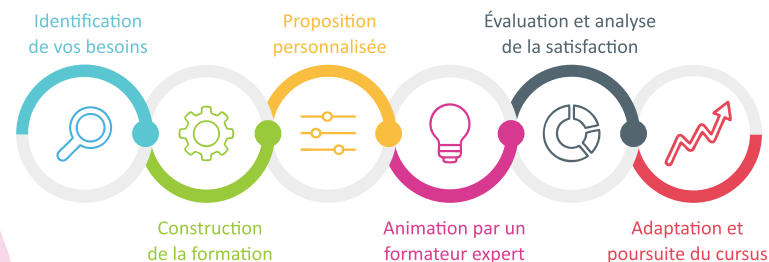 Identification
de vos besoins
Construction
de la formation
Proposition
personnalisée
Animation par un
formateur expert
Évaluation et analyse
de la satisfaction
Adaptation et
poursuite du cursus